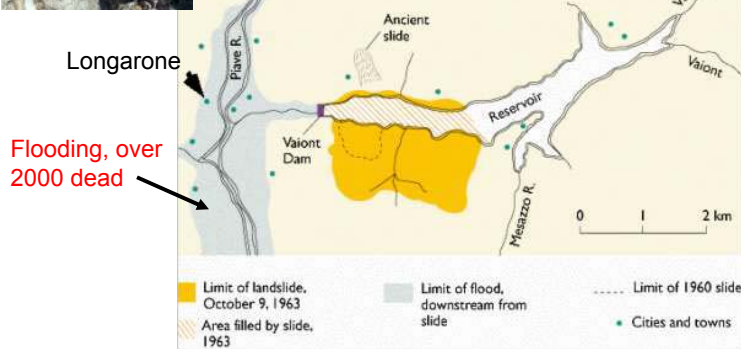 Ancient
slide
V
Longarone
Piave R.
Vaiont
Reservoir
Vaiont
Dam
Flooding, over
2000 dead
Mesazzo R.
0 1 2 km
Limit of landslide,
October 9, 1963
Area filled by slide,
1963
Limit of flood,
downstream from
slide
Limit of 1960 slide
Cities and towns